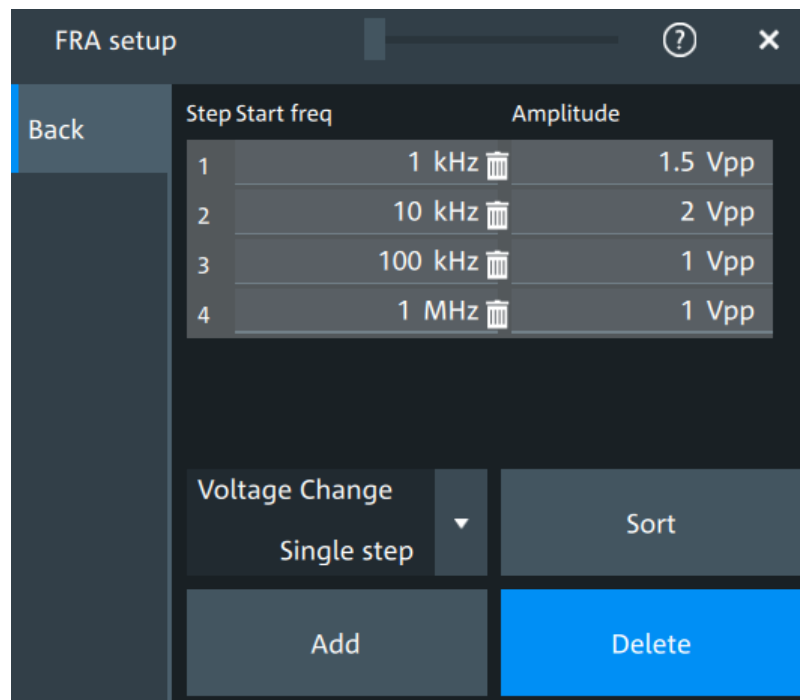 FRA setup ?
Back
Step Start freq Amplitude
1 1 kHz 1.5 Vpp
2 10 kHz 2 Vpp
3 100 kHz 1 Vpp
4 1 MHz 1 Vpp
Voltage Change
Single step
Sort
Add Delete